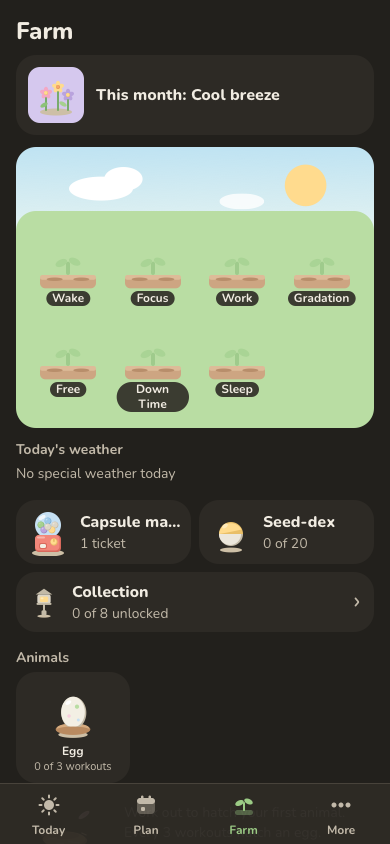 Farm
This month: Cool breeze
Wake
Focus
Work
Gradation
Free
Down
Time
Sleep
Today's weather
No special weather today
Capsule ma...
1 ticket
Seed-dex
0 of 20
Collection
0 of 8 unlocked
Animals
Egg
0 of 3 workouts
Today
Plan
Farm
More